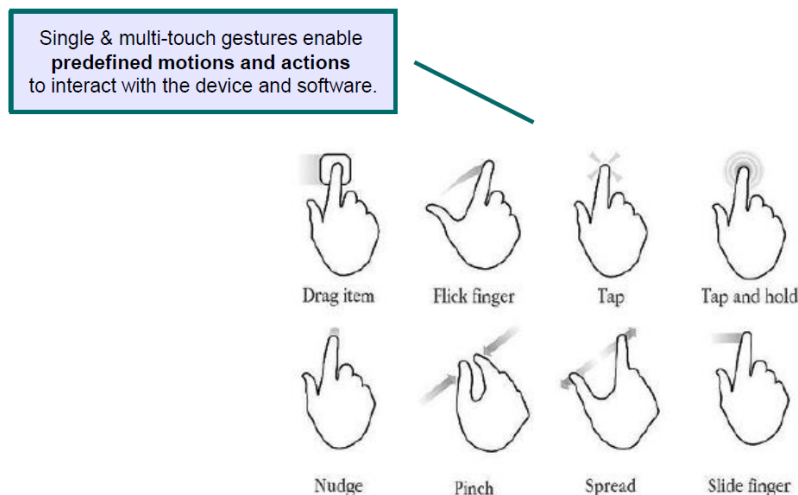 Single & multi-touch gestures enable
predefined motions and actions
to interact with the device and software.
Drag item
Flick finger
Tap
Tap and hold
Nudge
Pinch
Spread
Slide finger